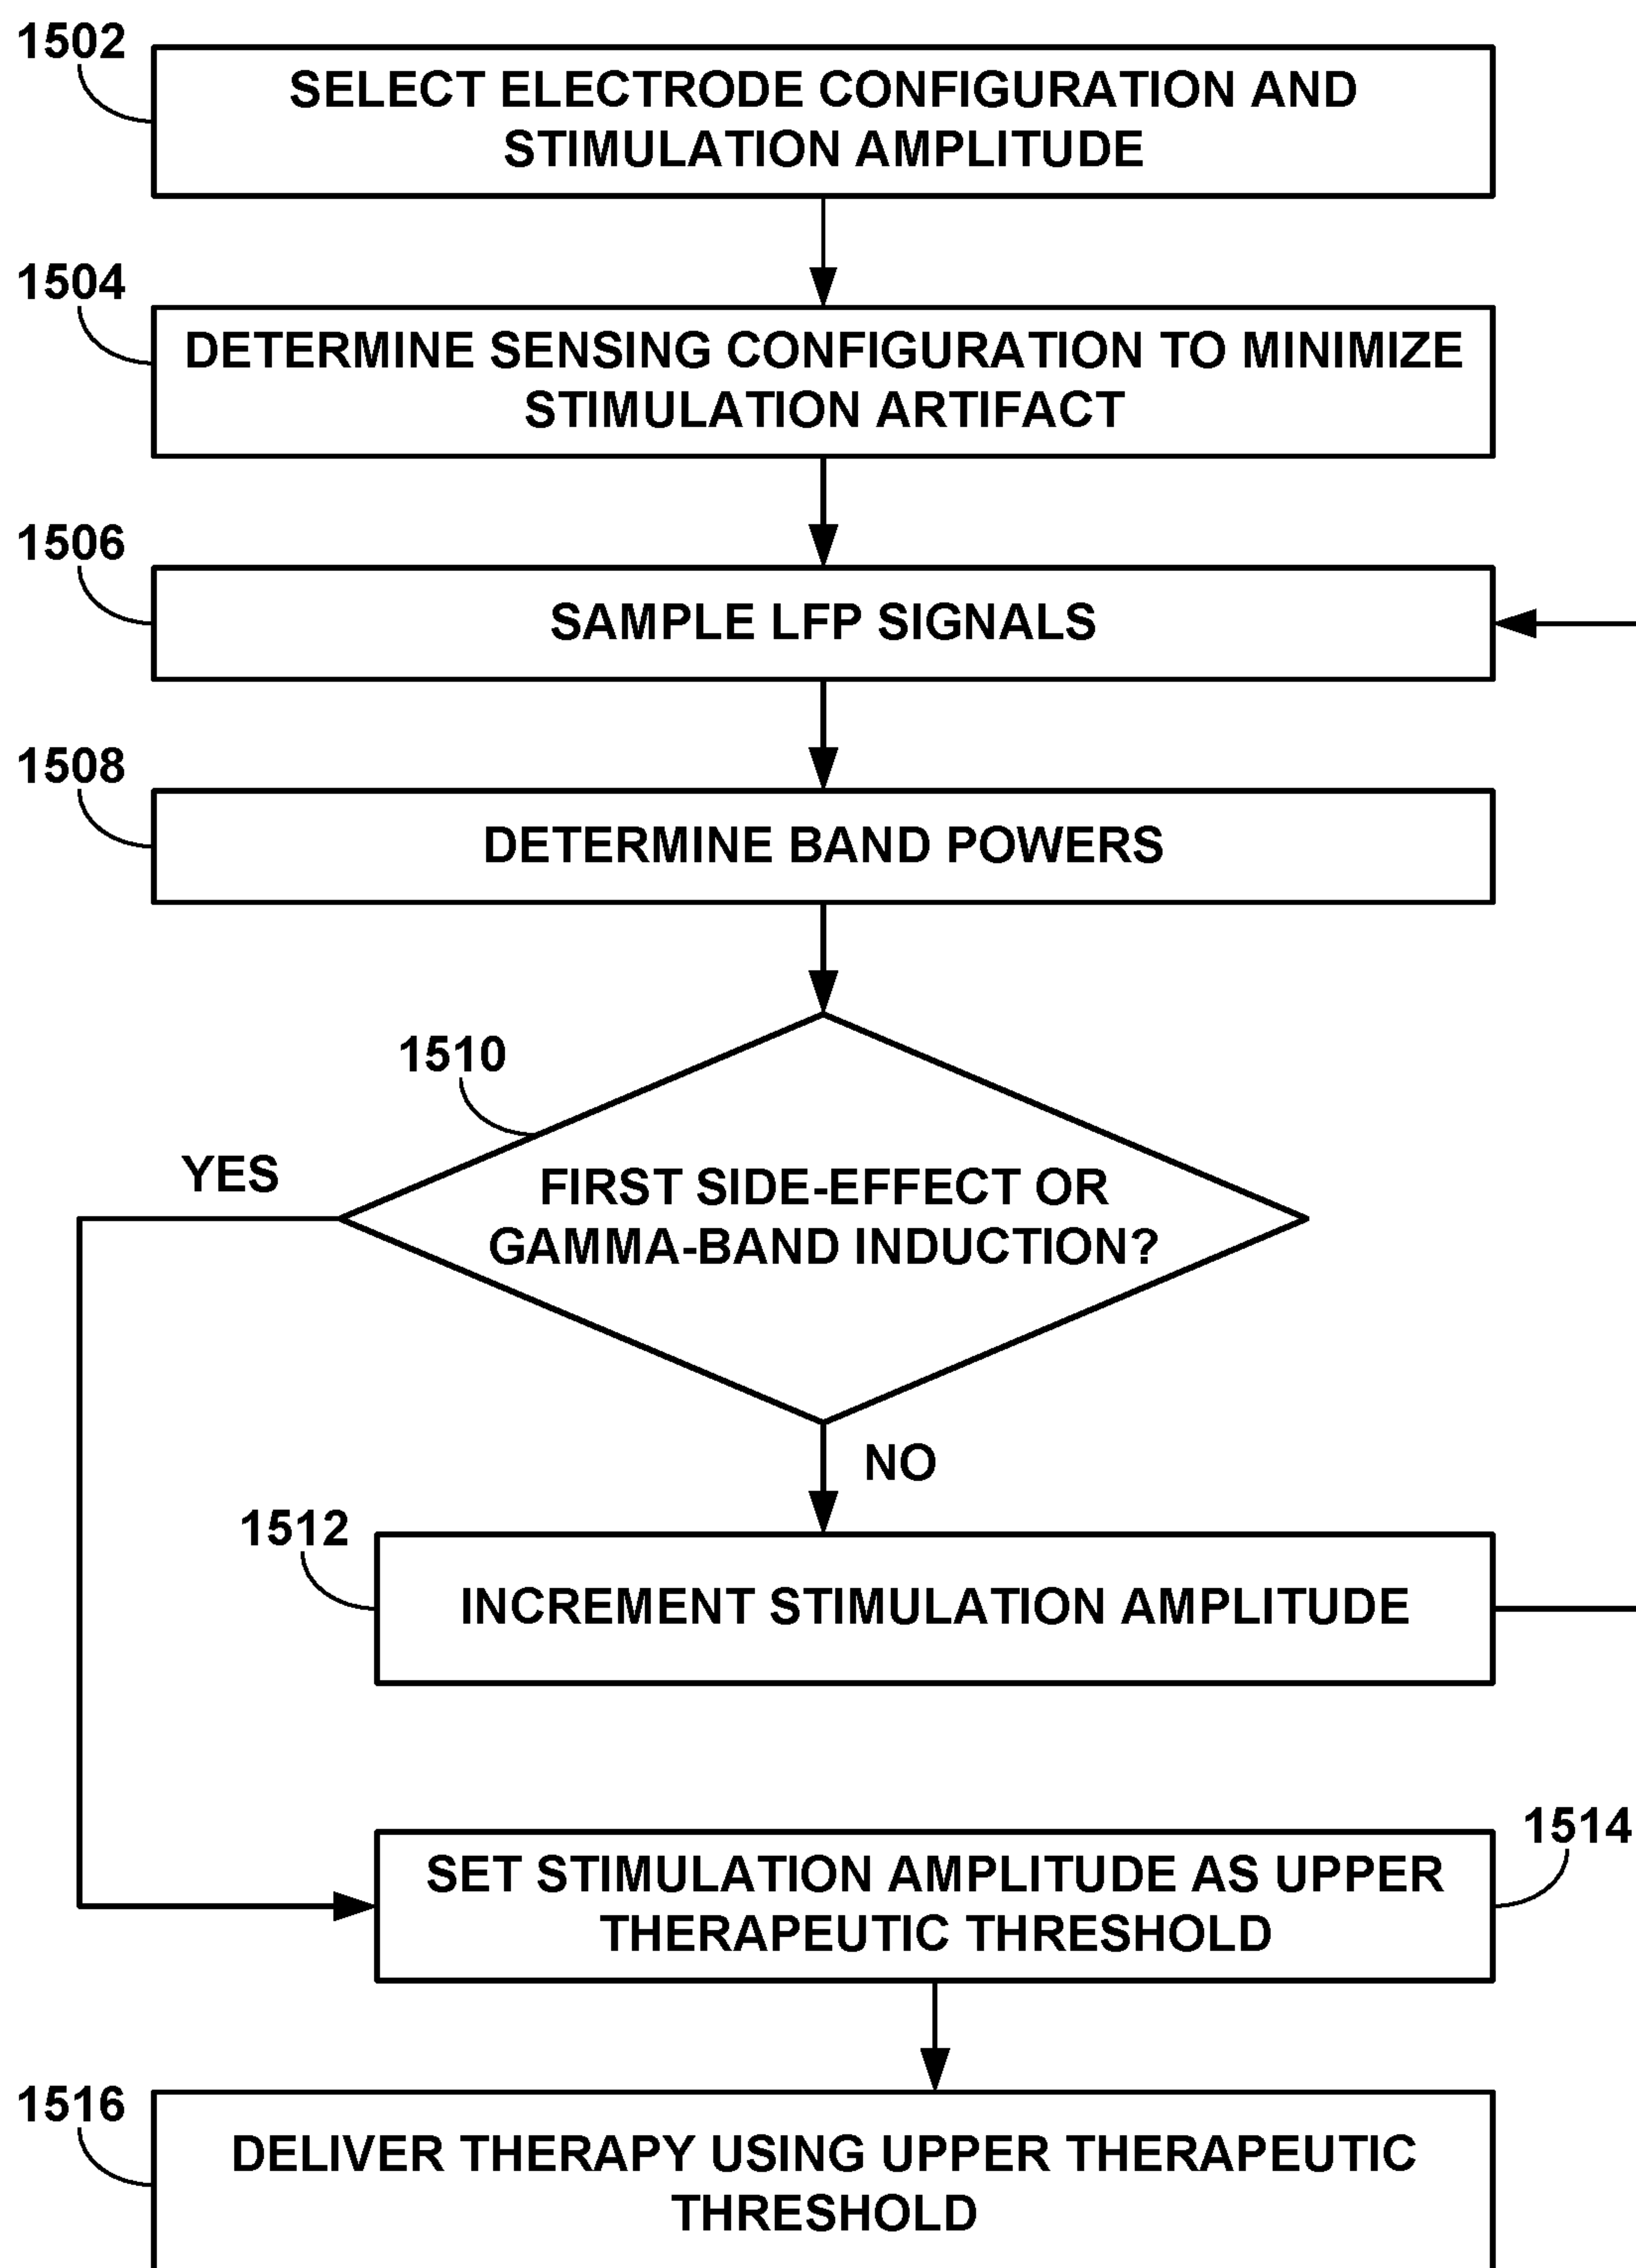 1502
SELECT ELECTRODE CONFIGURATION AND
STIMULATION AMPLITUDE
1504
DETERMINE SENSING CONFIGURATION TO MINIMIZE
STIMULATION ARTIFACT
1506
SAMPLE LFP SIGNALS
1508
DETERMINE BAND POWERS
1510
YES
FIRST SIDE-EFFECT OR
GAMMA-BAND INDUCTION?
NO
1512
INCREMENT STIMULATION AMPLITUDE
1514
SET STIMULATION AMPLITUDE AS UPPER
THERAPEUTIC THRESHOLD
1516
DELIVER THERAPY USING UPPER THERAPEUTIC
THRESHOLD